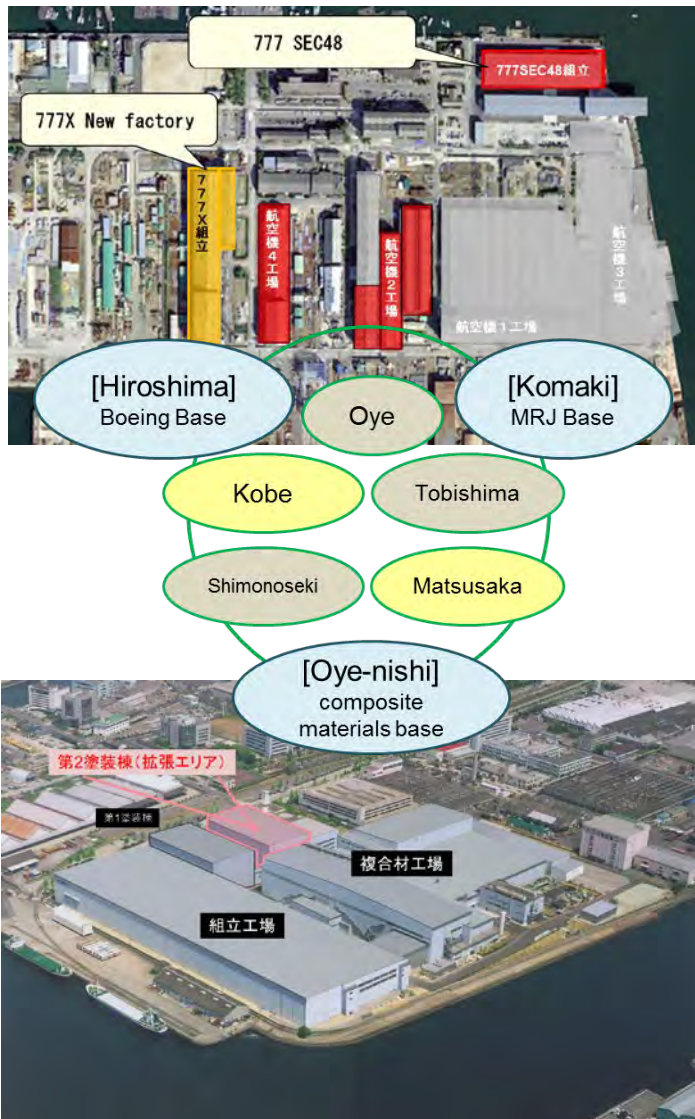 777 SEC48
777SEC48組立
777X New factory
777X組立
航空機4工場
航空機2工場
航空機1工場
航空機3工場
[Hiroshima]
Boeing Base
[Komaki]
MRJ Base
Oye
Kobe
Tobishima
Shimonoseki
Matsusaka
[Oye-nishi]
composite
materials base
第2塗装棟(拡張エリア)
第1塗装棟
複合材工場
組立工場